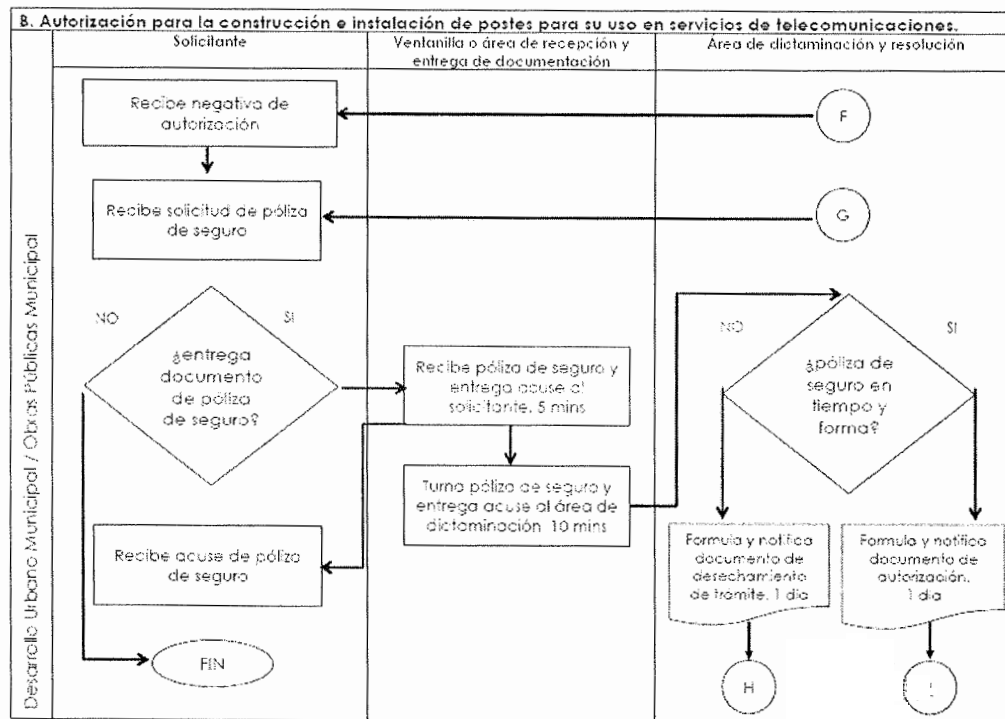 B. Autorización para la construcción e instalación de postes para su uso en servicios de telecomunicaciones.
Solicitante
Ventanilla o área de recepción y
entrega de documentación
Área de dictaminación y resolución
Desarrollo Urbano Municipal / Obras Públicas Municipal
Recibe negativa de
autorización
F
Recibe solicitud de póliza
de seguro
G
NO
SI
¿entrega
documento
de póliza
de seguro?
Recibe póliza de seguro y
entrega acuse al
solicitante. 5 mins
NO
SI
¿póliza de
seguro en
tiempo y
forma?
Turna póliza de seguro y
entrega acuse al área de
dictaminación 10 mins
Recibe acuse de póliza
de seguro
Formula y notifica
documento de
desechamiento
de tramite. 1 dia
Formula y notifica
documento de
autorización.
1 dia
FIN
H